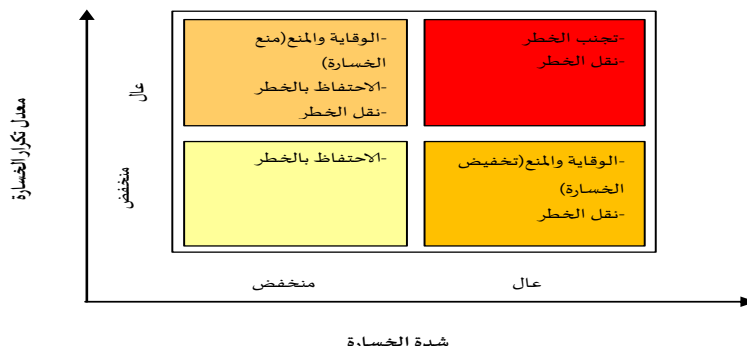 -الوقاية والمنع(منع
الخسارة)
-الاحتفاظ بالخطر
-نقل الخطر
-تجنب الخطر
-نقل الخطر
-الاحتفاظ بالخطر
-الوقاية والمنع(تخفيض
الخسارة)
-نقل الخطر
معدل تكرار الخسارة
عال
منخفض
منخفض
عال
شدة الخسارة